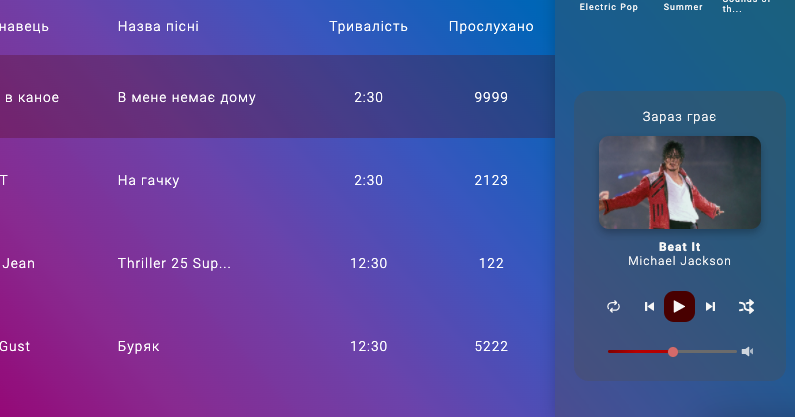 Electric Pop Summer Sounds of
th...
навець Назва пісні Тривалість Прослухано
в каное В мене немає дому 2:30 9999
Зараз грає
Т На гачку 2:30 2123
Beat It
Michael Jackson
Jean Thriller 25 Sup... 12:30 122
Gust Буряк 12:30 5222